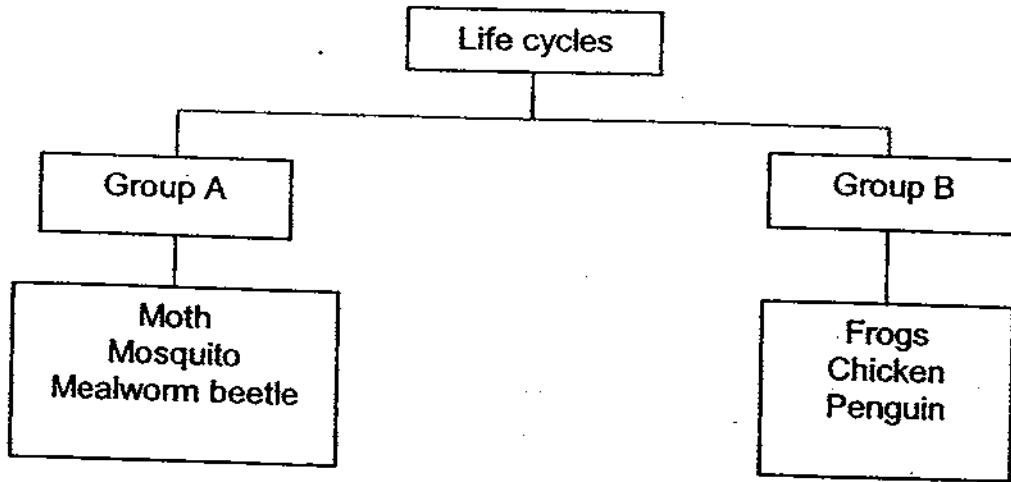 Life cycles
Group A
Group B
Moth
Mosquito
Mealworm beetle
Frogs
Chicken
Penguin